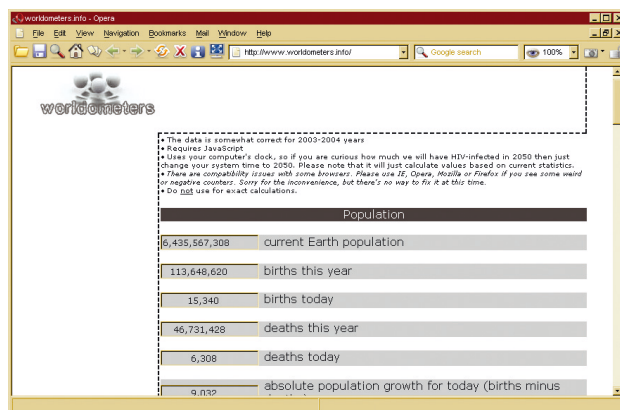 worldometers.info - Opera
File Edit View Navigation Bookmarks Mail Window Help
http://www.worldometers.info/ Google search 100%
worldometers
• The data is somewhat correct for 2003-2004 years
• Requires JavaScript
• Uses your computer's clock, so if you are curious how much we will have HIV-infected in 2050 then just
change your system time to 2050. Please note that it will just calculate values based on current statistics.
• There are compatibility issues with some browsers. Please use IE, Opera, Mozilla or Firefox if you see some weird
or negative counters. Sorry for the inconvenience, but there's no way to fix it at this time.
• Do not use for exact calculations.
Population
6,435,567,308 current Earth population
113,648,620 births this year
15,340 births today
46,731,428 deaths this year
6,308 deaths today
9,032 absolute population growth for today (births minus